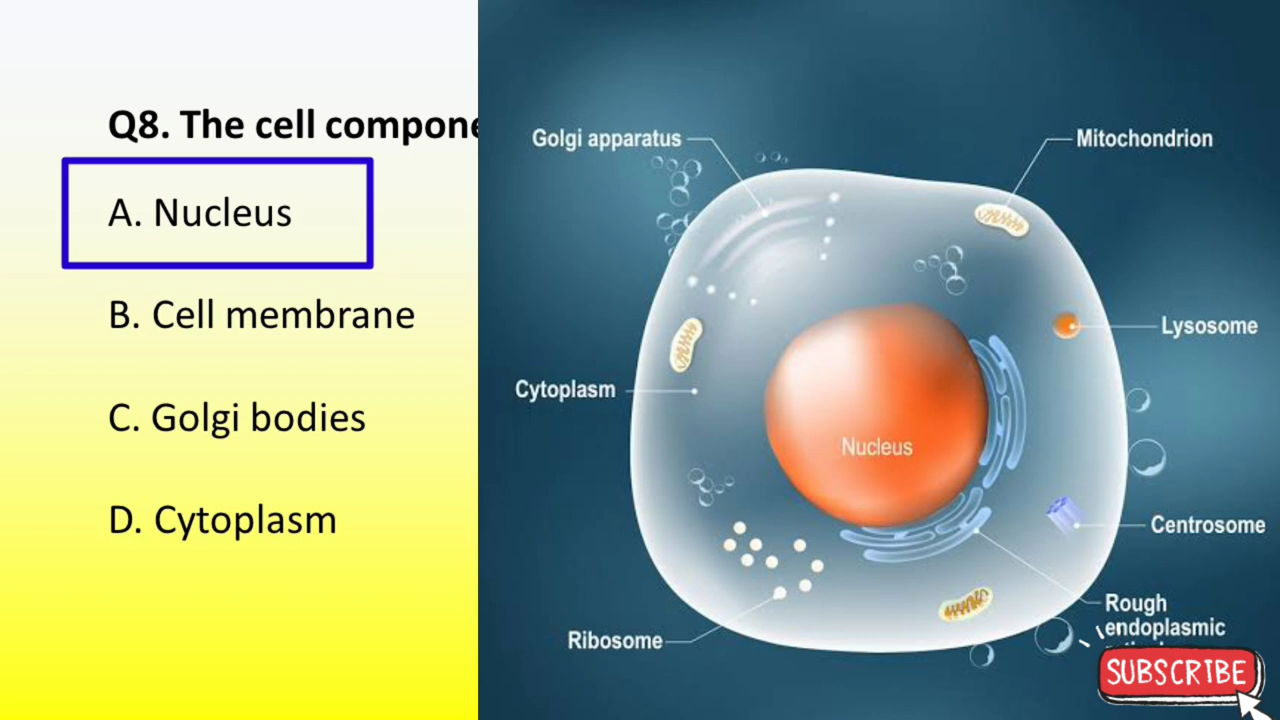 Q8. The cell
A. Nucleus
B. Cell membrane
C. Golgi bodies
D. Cytoplasm
Golgi apparatus
Mitochondrion
Lysosome
Cytoplasm
Nucleus
Centrosome
Rough
endoplasmic
Ribosome
SUBSCRIBE